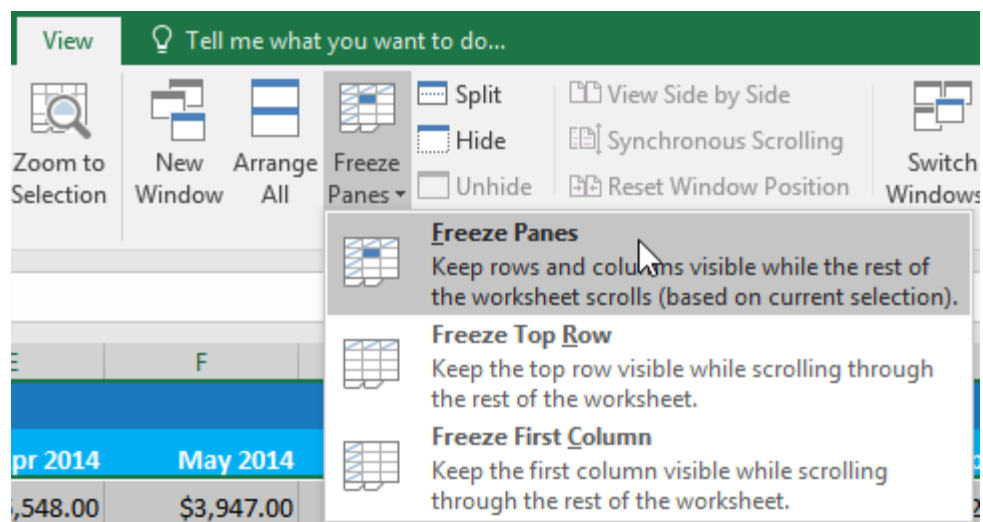 View
Tell me what you want to do...
Zoom to
Selection
New
Window
Arrange
All
Freeze
Panes
Split
Hide
Unhide
View Side by Side
Synchronous Scrolling
Reset Window Position
Switch
Windows
Freeze Panes
Keep rows and columns visible while the rest of
the worksheet scrolls (based on current selection).
Freeze Top Row
Keep the top row visible while scrolling through
the rest of the worksheet.
Freeze First Column
Keep the first column visible while scrolling
through the rest of the worksheet.
E
F
pr 2014
May 2014
,548.00
$3,947.00